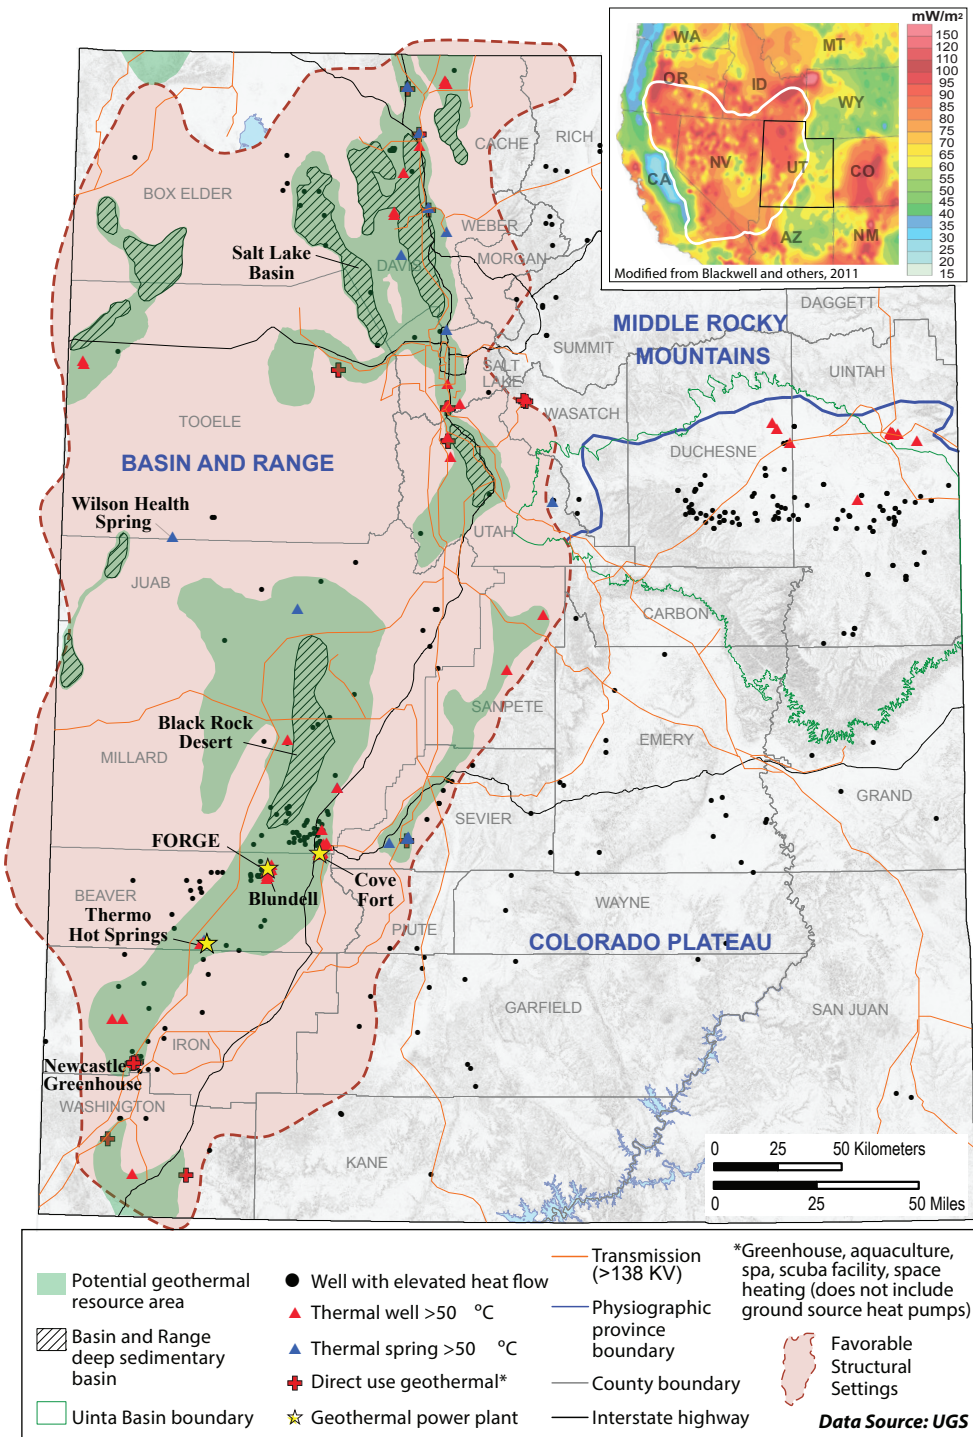 mW/m²
150
120
110
100
95
90
85
80
75
70
65
60
55
50
45
40
35
30
25
20
15
WA
MT
OR
ID
WY
NV
UT
CA
CO
AZ
NM
Modified from Blackwell and others, 2011
CACHE
RICH
BOX ELDER
WEBER
MORGAN
Salt Lake
Basin
DAVIS
DAGGETT
MIDDLE ROCKY
MOUNTAINS
SUMMIT
UINTAH
SALT
LAKE
WASATCH
TOOELE
DUCHESNE
BASIN AND RANGE
Wilson Health
Spring
UTAH
JUAB
CARBON
SANPETE
Black Rock
Desert
EMERY
MILLARD
GRAND
SEVIER
FORGE
Cove
Fort
Blundell
BEAVER
WAYNE
Thermo
Hot Springs
PIUTE
COLORADO PLATEAU
GARFIELD
SAN JUAN
IRON
Newcastle
Greenhouse
WASHINGTON
KANE
0 25 50 Kilometers
0 25 50 Miles
Potential geothermal
resource area
Basin and Range
deep sedimentary
basin
Uinta Basin boundary
Well with elevated heat flow
Thermal well >50 °C
Thermal spring >50 °C
Direct use geothermal*
Geothermal power plant
Transmission
(>138 KV)
Physiographic
province
boundary
County boundary
Interstate highway
*Greenhouse, aquaculture,
spa, scuba facility, space
heating (does not include
ground source heat pumps)
Favorable
Structural
Settings
Data Source: UGS